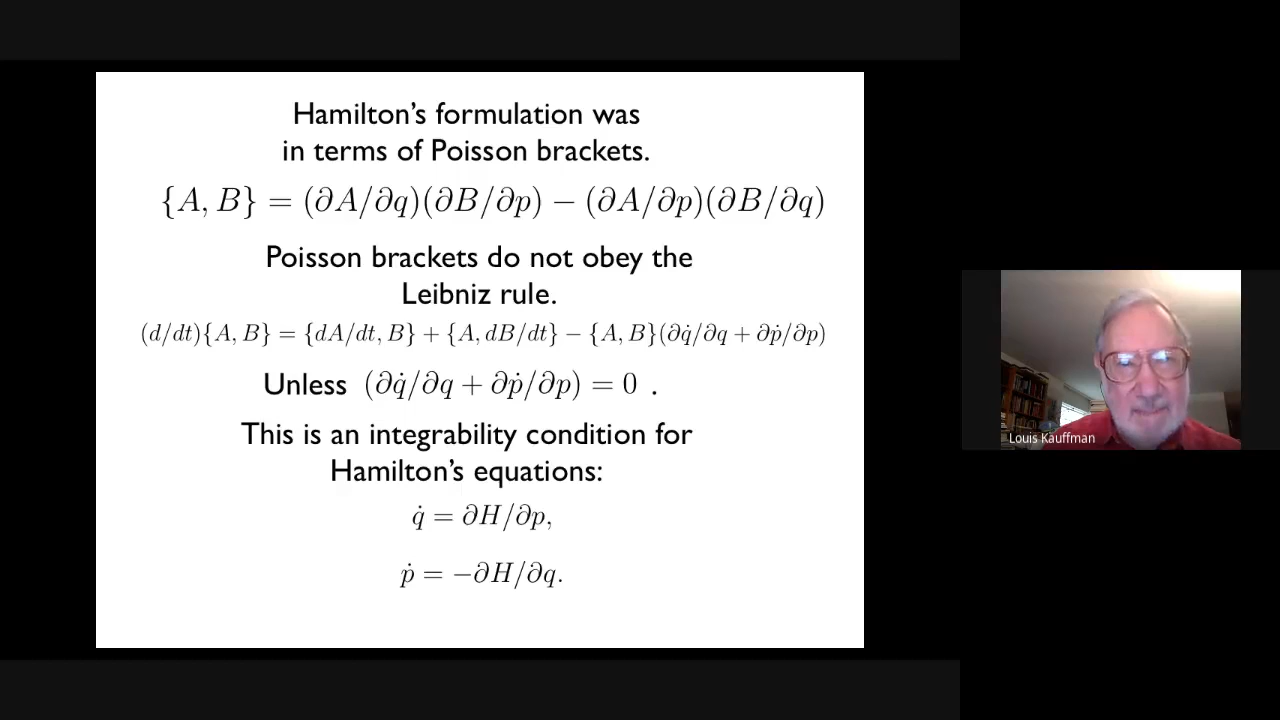 Hamilton's formulation was
in terms of Poisson brackets.
{A, B} = (∂A/∂q)(∂B/∂p) − (∂A/∂p)(∂B/∂q)
Poisson brackets do not obey the
Leibniz rule.
(d/dt){A, B} = {dA/dt, B} + {A, dB/dt} − {A, B}(∂q̇/∂q + ∂ṗ/∂p)
Unless (∂q̇/∂q + ∂ṗ/∂p) = 0 .
This is an integrability condition for
Hamilton's equations:
q̇ = ∂H/∂p,
ṗ = −∂H/∂q.
Louis Kauffman